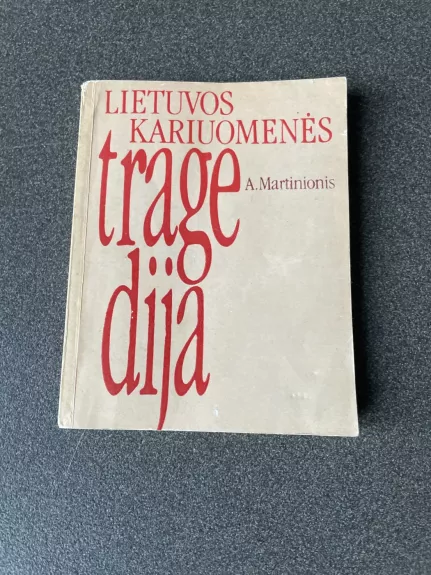 LIETUVOS
KARIUOMENĖS
trage
A. Martinionis
dija